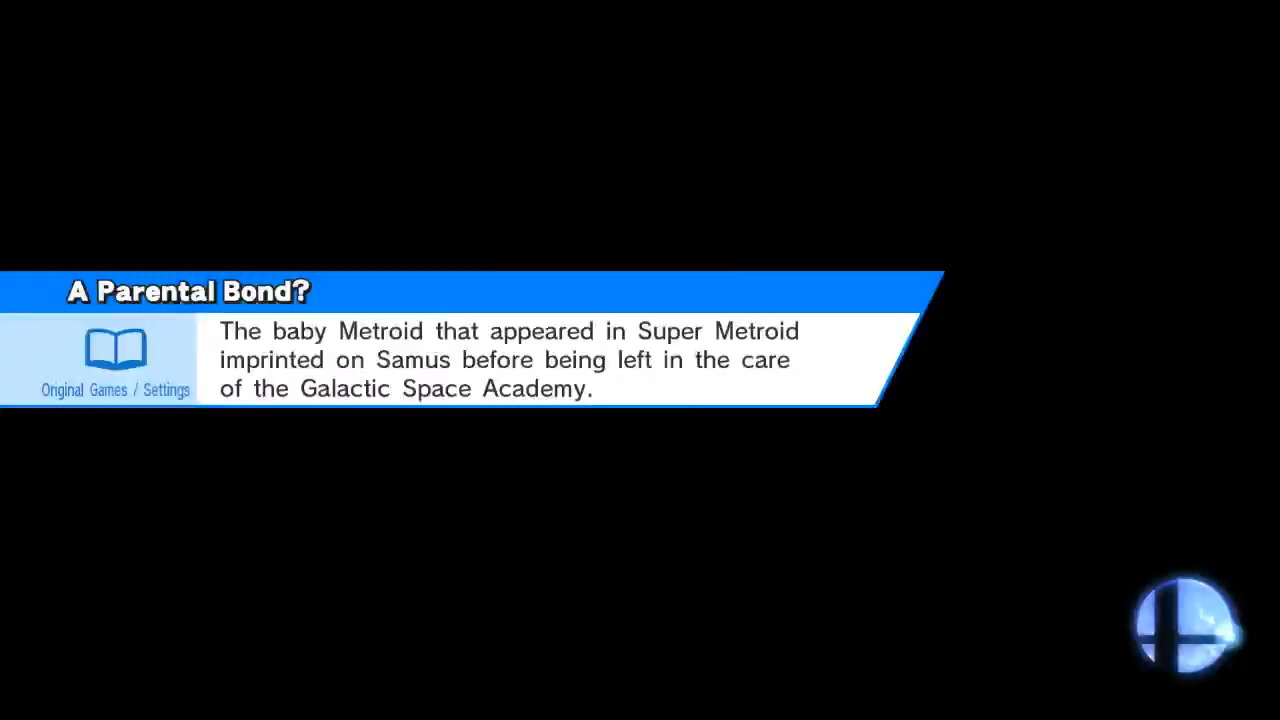 A Parental Bond?
The baby Metroid that appeared in Super Metroid
imprinted on Samus before being left in the care
of the Galactic Space Academy.
Original Games / Settings